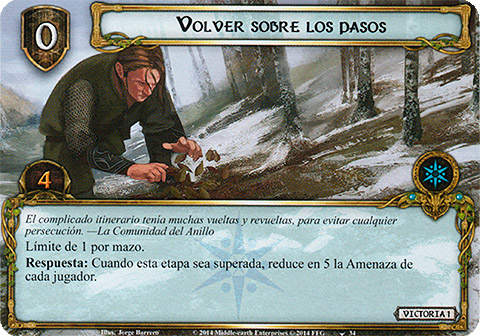 0
VOLVER SOBRE LOS PASOS
4
El complicado itinerario tenía muchas vueltas y revueltas, para evitar cualquier
persecución. —La Comunidad del Anillo
Límite de 1 por mazo.
Respuesta: Cuando esta etapa sea superada, reduce en 5 la Amenaza de
cada jugador.
VICTORIA 1
Illus. Jorge Barrero © 2014 Middle-earth Enterprises © 2014 FFG 34